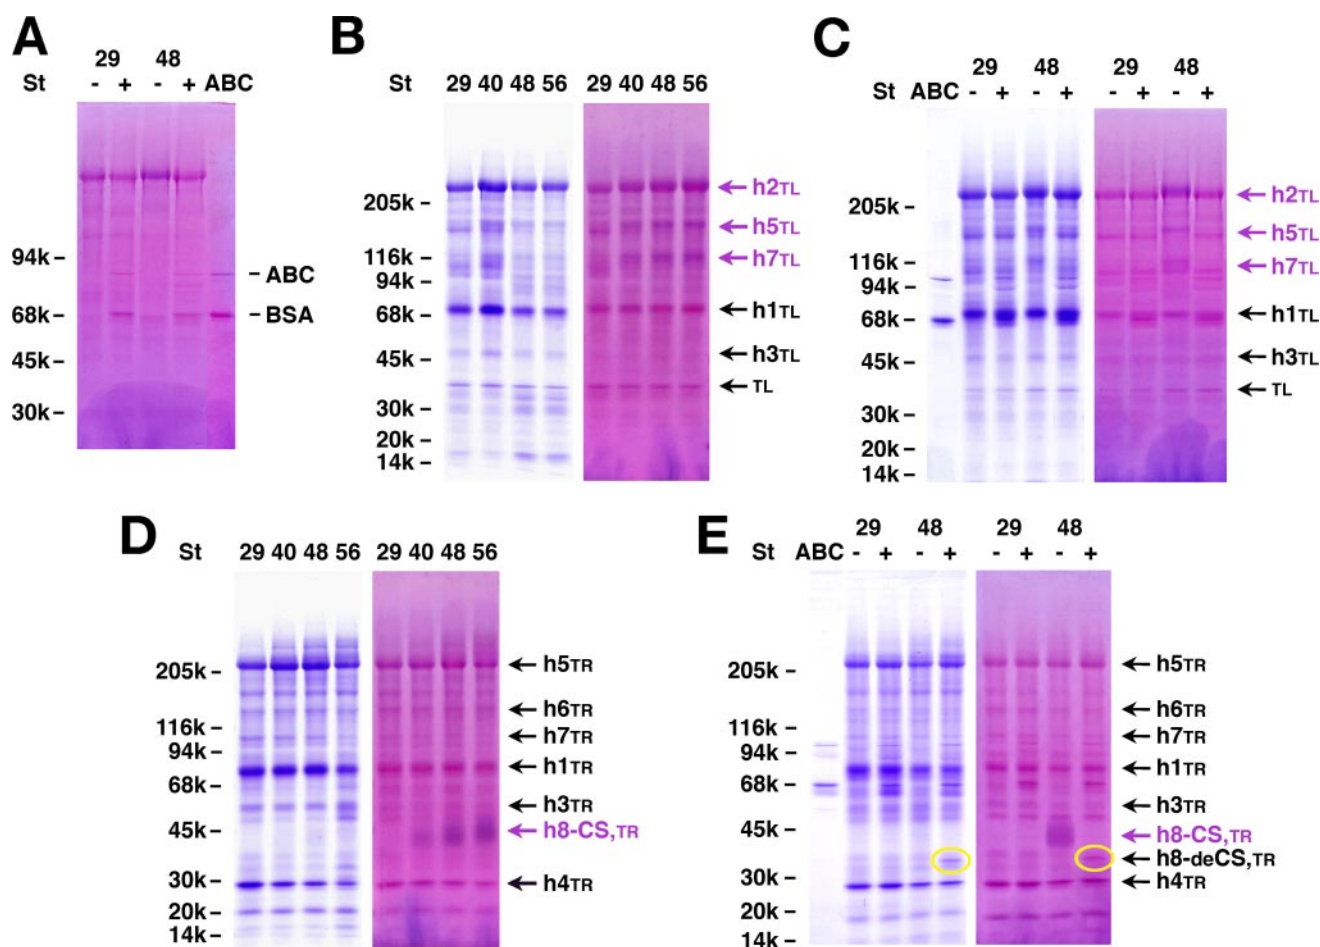 A
29 48
St - + - + ABC
94k
68k
45k
30k
ABC
BSA
B
St 29 40 48 56 29 40 48 56
205k
116k
94k
68k
45k
30k
20k
14k
h2TL
h5TL
h7TL
h1TL
h3TL
TL
C
29 48 29 48
St ABC - + - + - + - +
205k
116k
94k
68k
45k
30k
20k
14k
h2TL
h5TL
h7TL
h1TL
h3TL
TL
D
St 29 40 48 56 29 40 48 56
205k
116k
94k
68k
45k
30k
20k
14k
h5TR
h6TR
h7TR
h1TR
h3TR
h8-CS,TR
h4TR
E
29 48 29 48
St ABC - + - + - + - +
205k
116k
94k
68k
45k
30k
20k
14k
h5TR
h6TR
h7TR
h1TR
h3TR
h8-CS,TR
h8-deCS,TR
h4TR